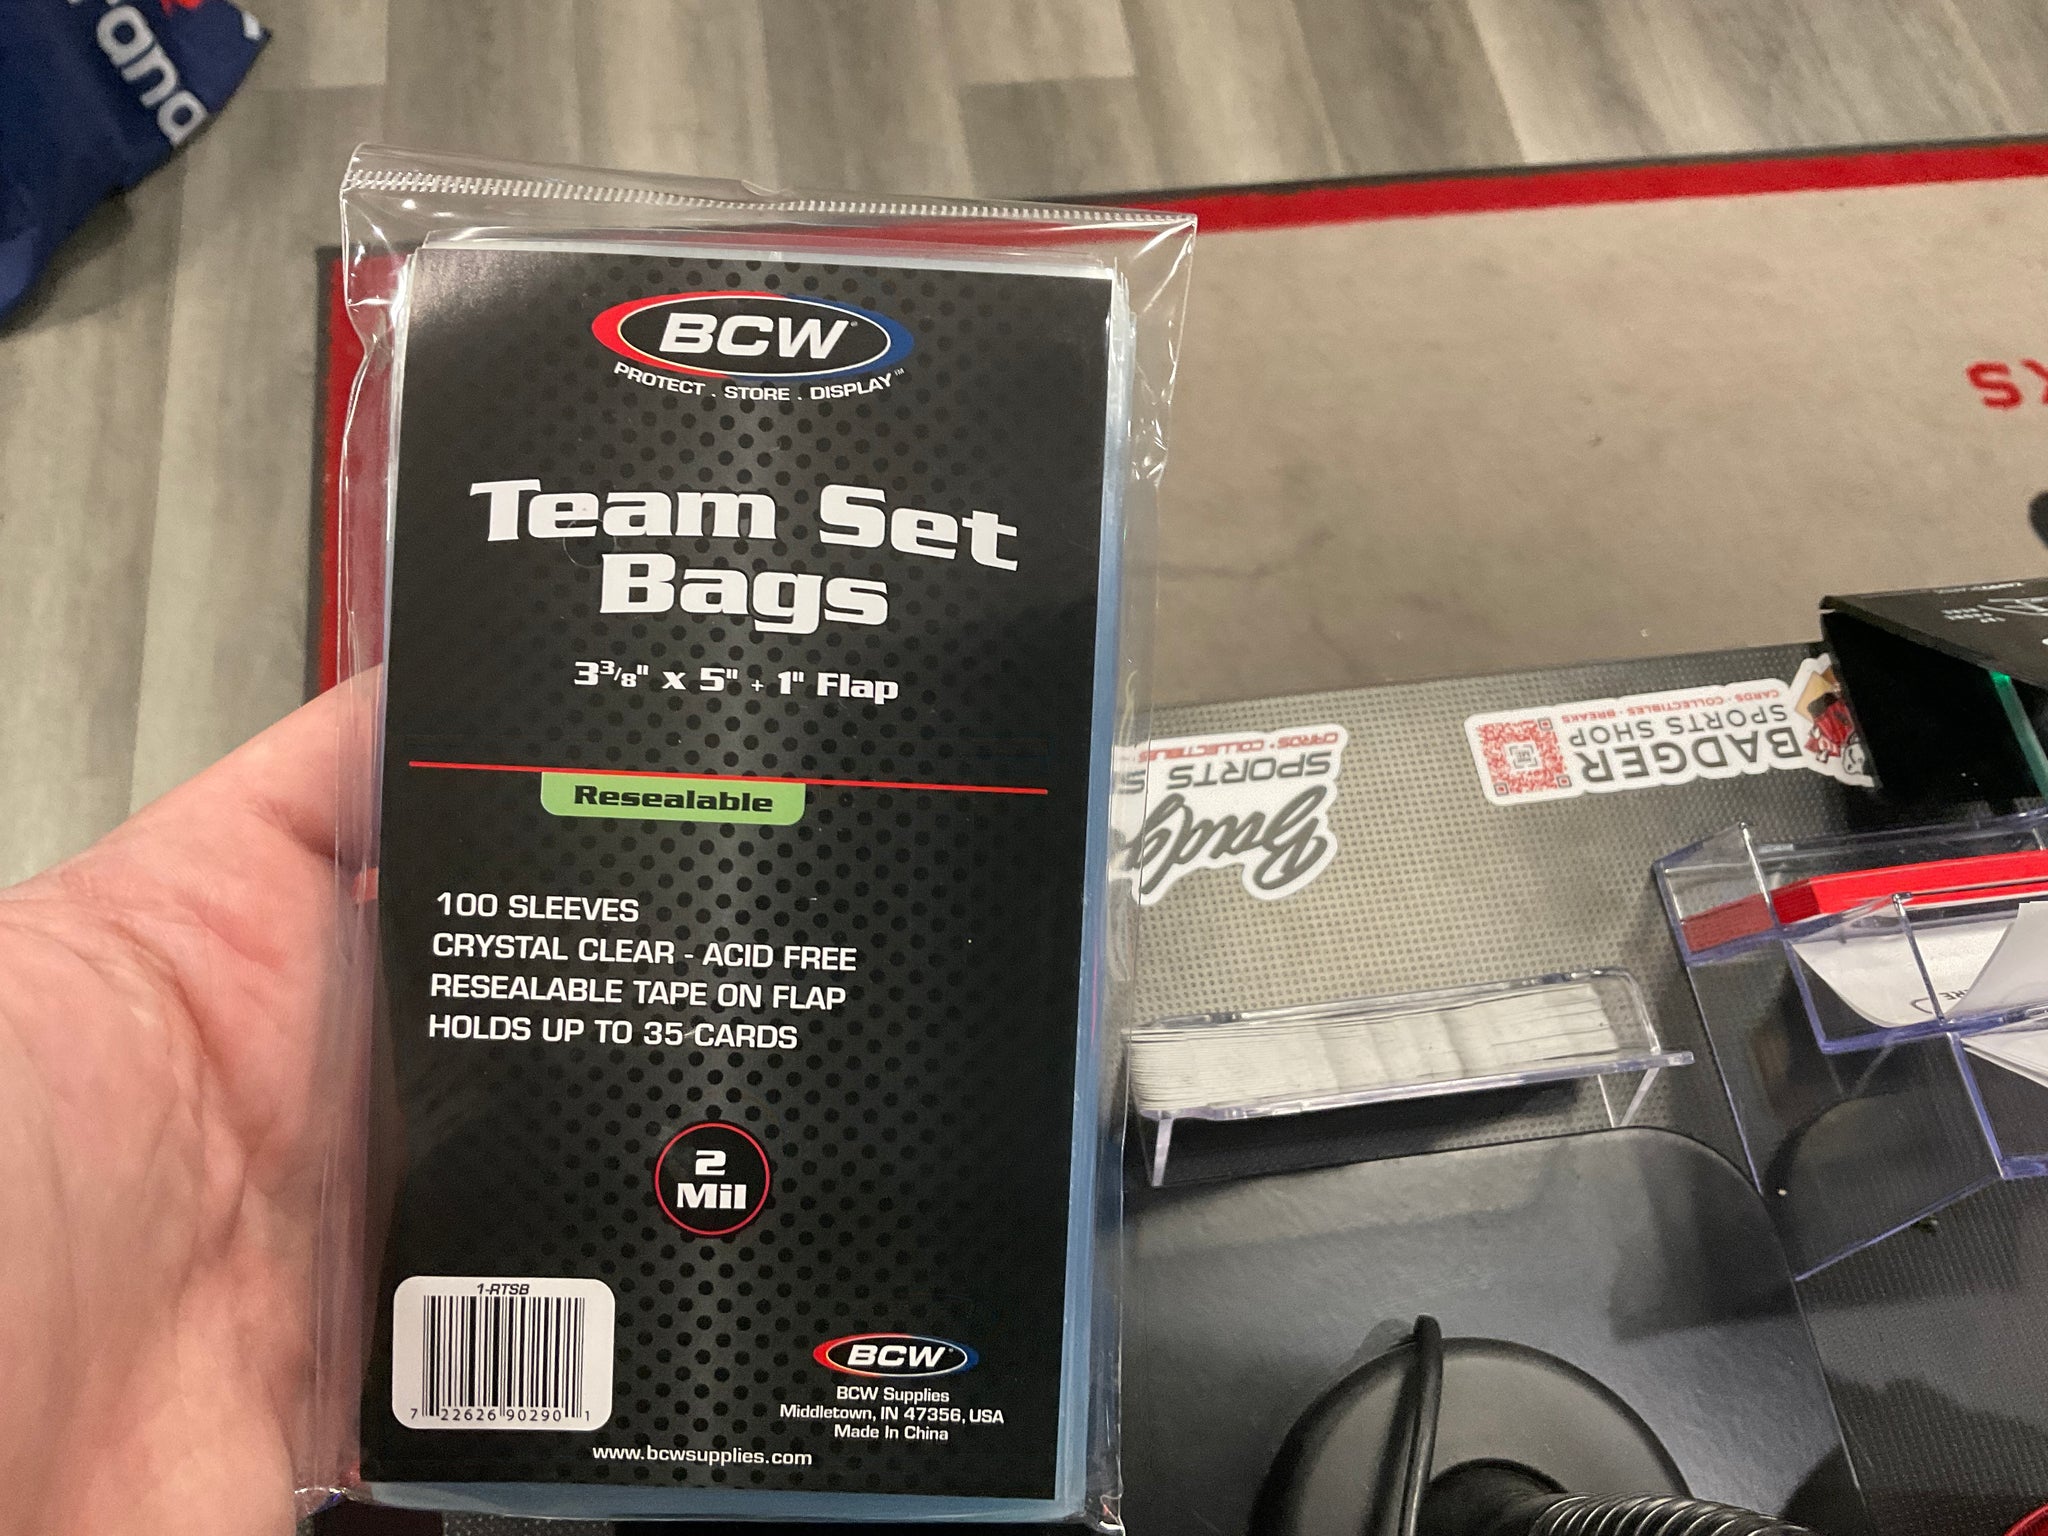 BCW®
PROTECT . STORE . DISPLAY™
Team Set
Bags
3 3/8" x 5" + 1" Flap
Resealable
100 SLEEVES
CRYSTAL CLEAR - ACID FREE
RESEALABLE TAPE ON FLAP
HOLDS UP TO 35 CARDS
2
Mil
1-RTSB
7 22626 90290 1
BCW®
BCW Supplies
Middletown, IN 47356, USA
Made In China
www.bcwsupplies.com
BADGER
SPORTS SHOP
CARDS · COLLECTIBLES · BREAKS
SPORTS